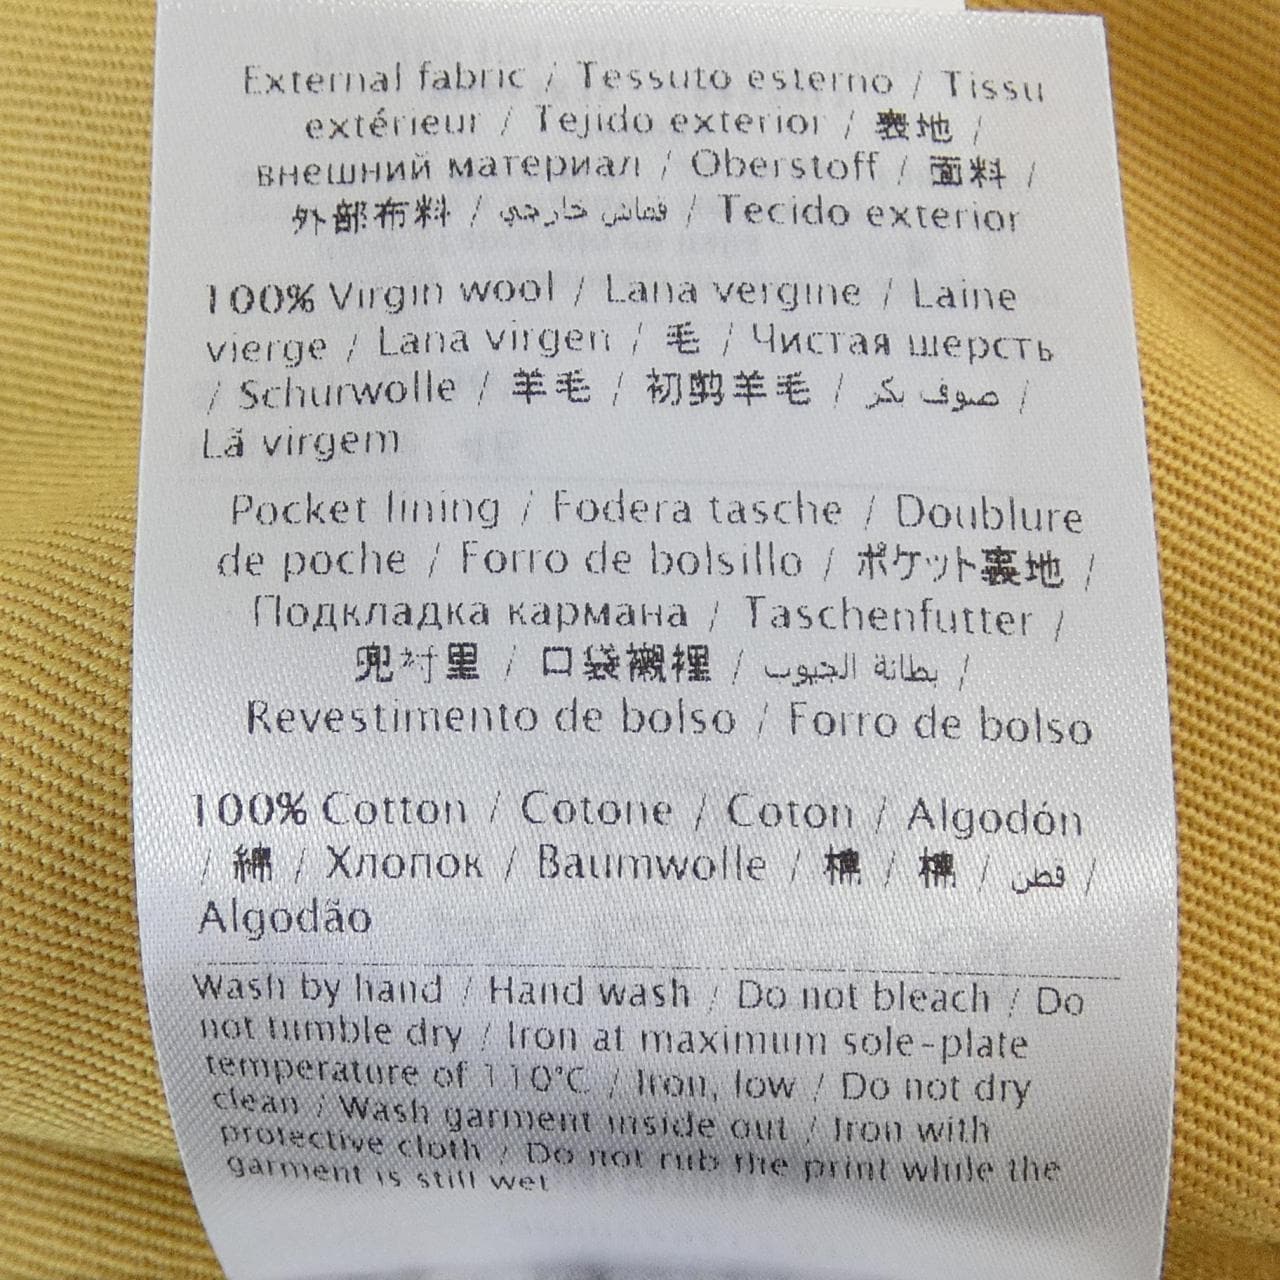 External fabric / Tessuto esterno / Tissu
extérieur / Tejido exterior / 表地 /
внешний материал / Oberstoff / 面料 /
外部布料 / قماش خارجي / Tecido exterior
100% Virgin wool / Lana vergine / Laine
vierge / Lana virgen / 毛 / Чистая шерсть
/ Schurwolle / 羊毛 / 初剪羊毛 / صوف بكر /
Lã virgem
Pocket lining / Fodera tasche / Doublure
de poche / Forro de bolsillo / ポケット裏地 /
Подкладка кармана / Taschenfutter /
兜衬里 / 口袋襯裡 / بطانة الجيوب /
Revestimento de bolso / Forro de bolso
100% Cotton / Cotone / Coton / Algodón
/ 綿 / Хлопок / Baumwolle / 棉 / 棉 / قطن /
Algodão
Wash by hand / Hand wash / Do not bleach / Do
not tumble dry / Iron at maximum sole-plate
temperature of 110°C / Iron, low / Do not dry
clean / Wash garment inside out / Iron with
protective cloth / Do not rub the print while the
garment is still wet